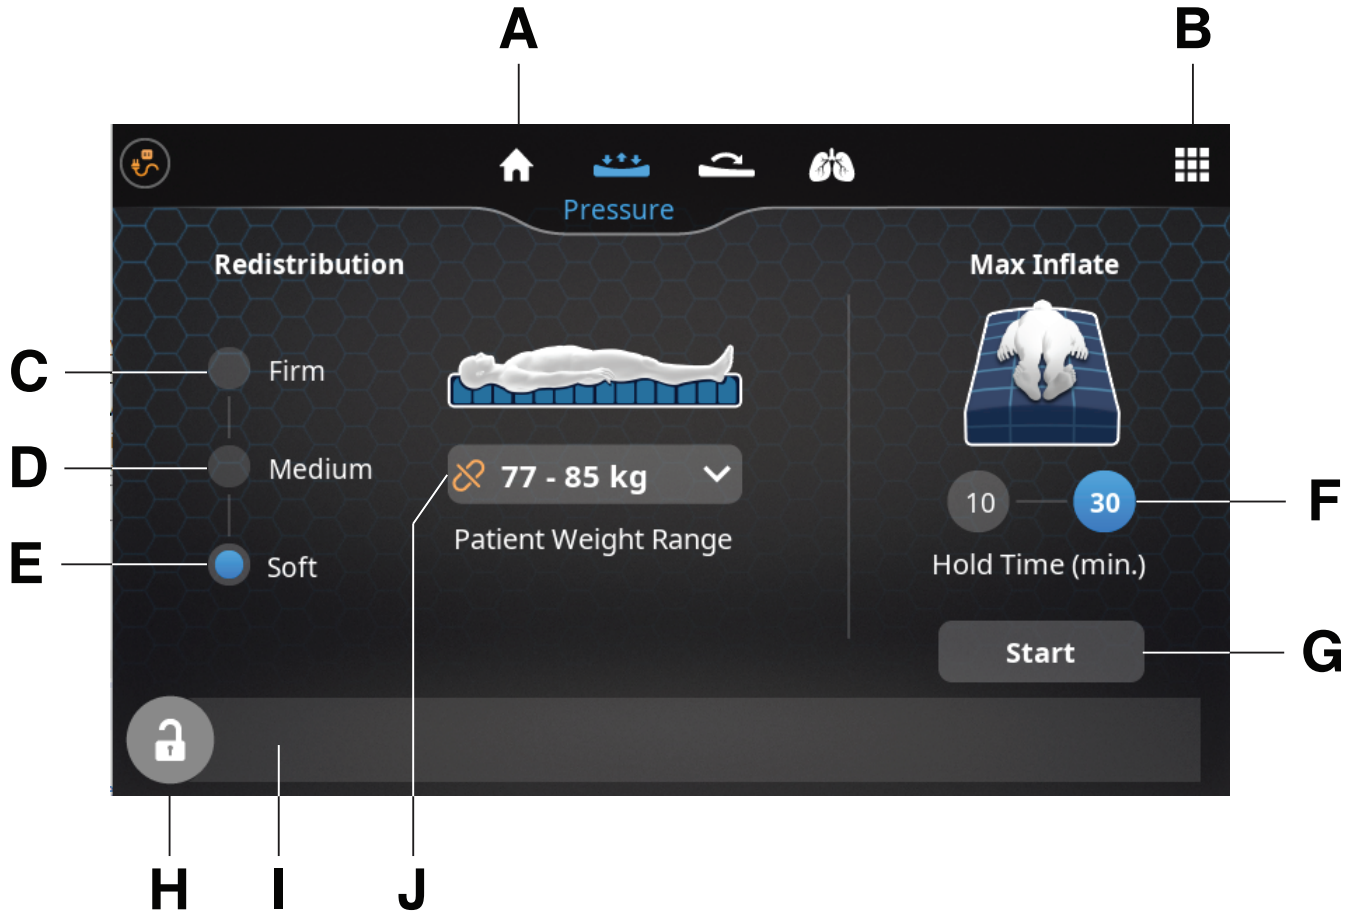 A B
Pressure
Redistribution
Max Inflate
C Firm
D Medium
77 - 85 kg
10 30 F
Patient Weight Range
E Soft
Hold Time (min.)
Start G
H I J